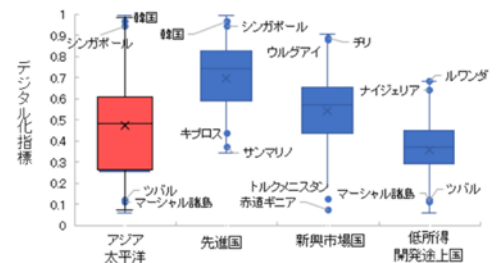 デジタル化指標
1
0.9
0.8
0.7
0.6
0.5
0.4
0.3
0.2
0.1
0
韓国
シンガポール
ツバル
マーシャル諸島
韓国
シンガポール
キプロス
サンマリノ
ウルグアイ
チリ
トルクメニスタン
赤道ギニア
ナイジェリア
ルワンダ
マーシャル諸島
ツバル
アジア
太平洋
先進国
新興市場国
低所得
開発途上国